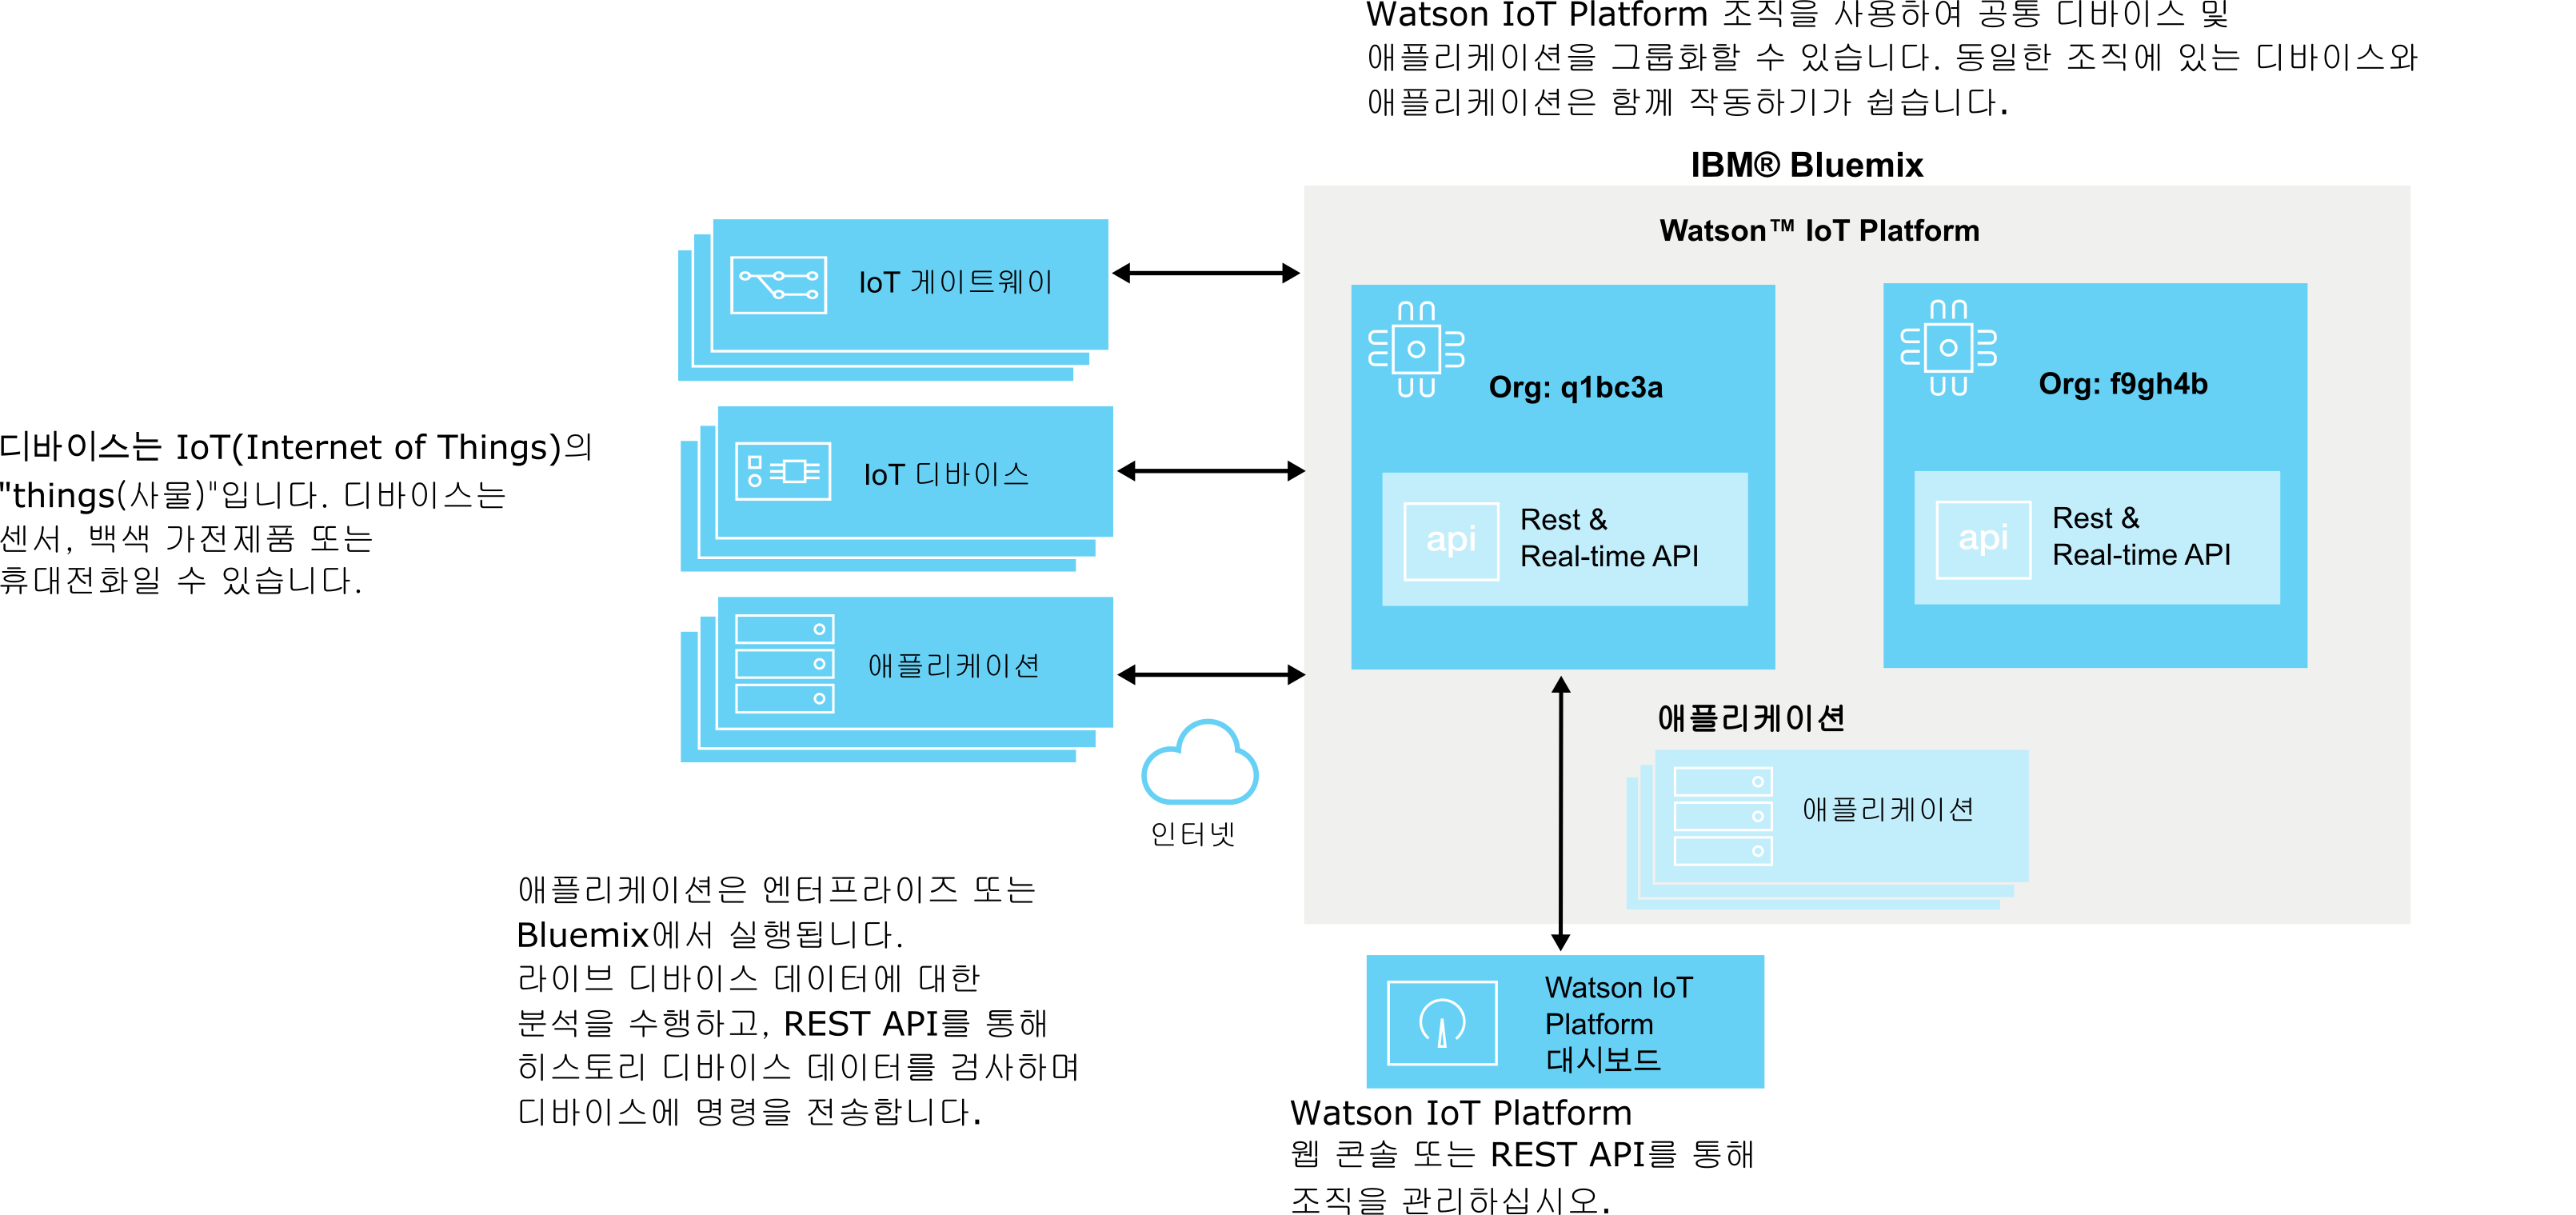 Watson IoT Platform 조직을 사용하여 공통 디바이스 및
애플리케이션을 그룹화할 수 있습니다. 동일한 조직에 있는 디바이스와
애플리케이션은 함께 작동하기가 쉽습니다.
IBM® Bluemix
Watson™ IoT Platform
IoT 게이트웨이
Org: q1bc3a
Org: f9gh4b
디바이스는 IoT(Internet of Things)의
"things(사물)"입니다. 디바이스는
센서, 백색 가전제품 또는
휴대전화일 수 있습니다.
IoT 디바이스
api
Rest &
Real-time API
api
Rest &
Real-time API
애플리케이션
인터넷
애플리케이션
애플리케이션
애플리케이션은 엔터프라이즈 또는
Bluemix에서 실행됩니다.
라이브 디바이스 데이터에 대한
분석을 수행하고, REST API를 통해
히스토리 디바이스 데이터를 검사하며
디바이스에 명령을 전송합니다.
Watson IoT
Platform
대시보드
Watson IoT Platform
웹 콘솔 또는 REST API를 통해
조직을 관리하십시오.